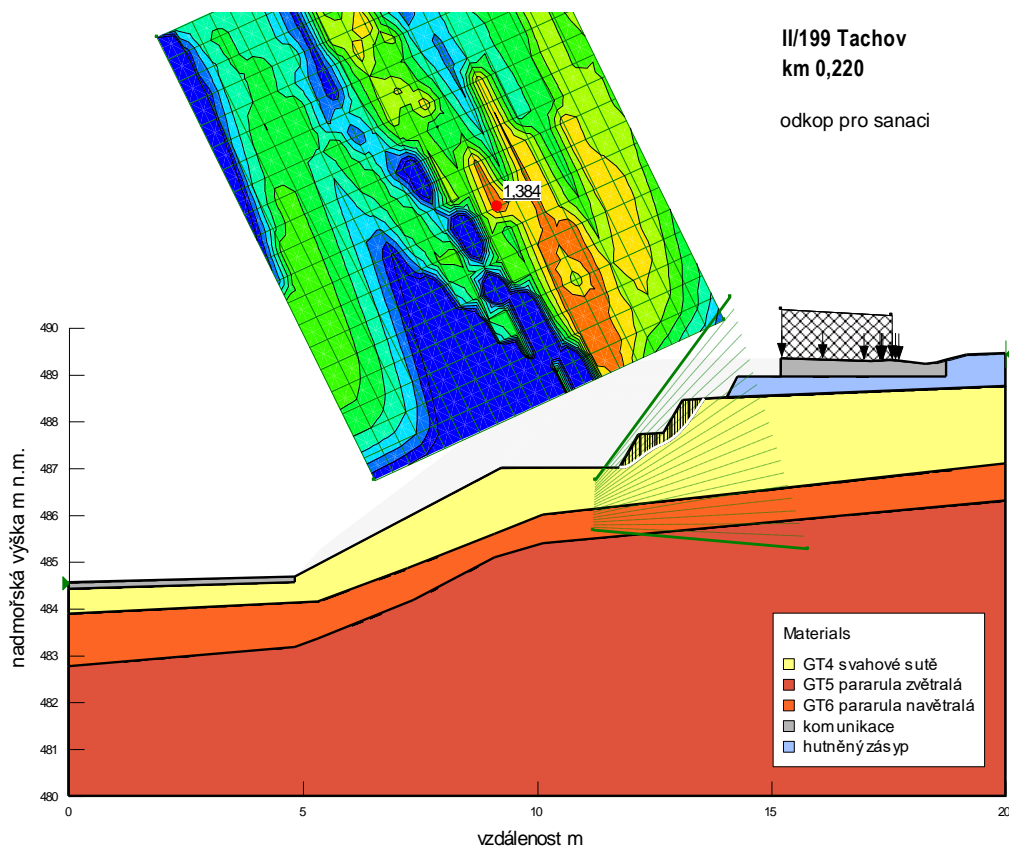 II/199 Tachov
km 0,220
odkop pro sanaci
1,384
490
489
488
487
486
485
484
483
482
481
480
nadmořská výška m n.m.
0
5
10
15
20
vzdálenost m
Materials
GT4 svahové sutě
GT5 pararula zvětralá
GT6 pararula navětralá
komunikace
hutněný zásyp